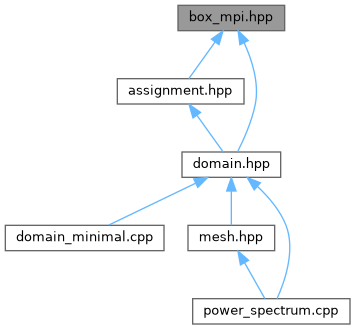 box_mpi.hpp
assignment.hpp
domain.hpp
domain_minimal.cpp
mesh.hpp
power_spectrum.cpp